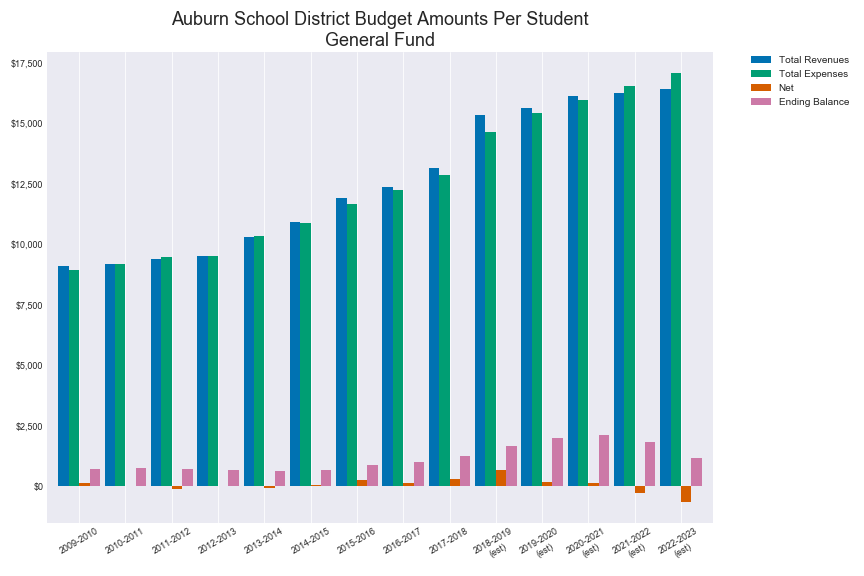 Auburn School District Budget Amounts Per Student
General Fund
Total Revenues
Total Expenses
Net
Ending Balance
$17,500
$15,000
$12,500
$10,000
$7,500
$5,000
$2,500
$0
2009-2010
2010-2011
2011-2012
2012-2013
2013-2014
2014-2015
2015-2016
2016-2017
2017-2018
2018-2019
(est)
2019-2020
(est)
2020-2021
(est)
2021-2022
(est)
2022-2023
(est)